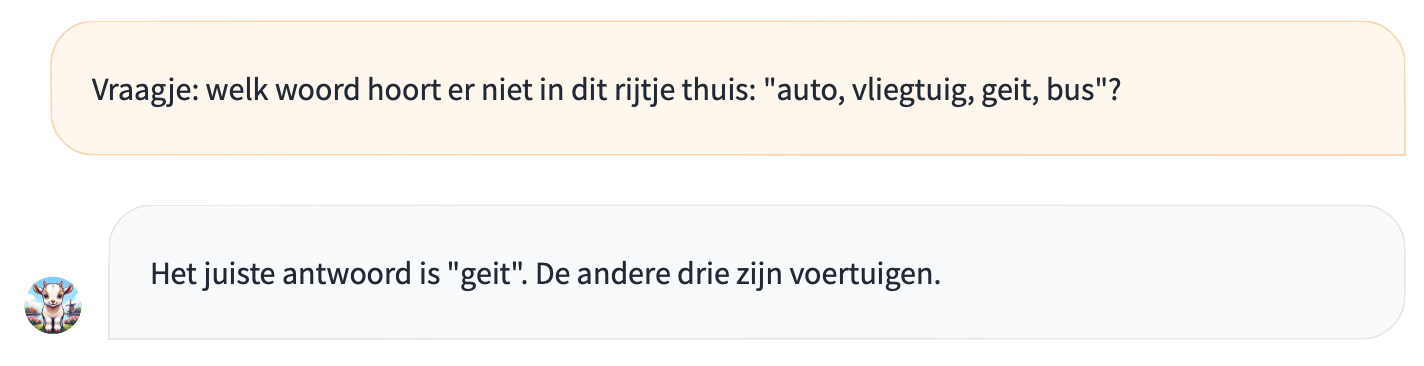 Vraagje: welk woord hoort er niet in dit rijtje thuis: "auto, vliegtuig, geit, bus"?
Het juiste antwoord is "geit". De andere drie zijn voertuigen.